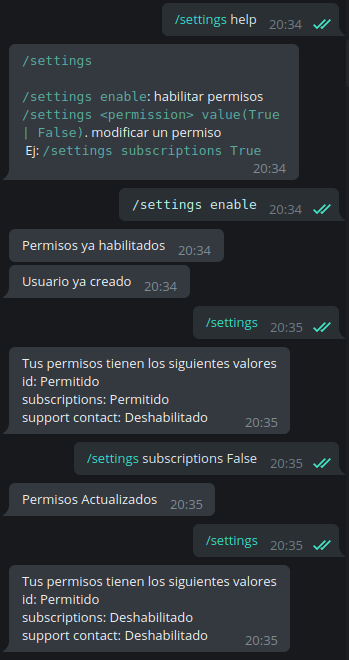 /settings help 20:34
/settings
/settings enable: habilitar permisos
/settings <permission> value(True
| False). modificar un permiso
Ej: /settings subscriptions True
20:34
/settings enable 20:34
Permisos ya habilitados 20:34
Usuario ya creado 20:34
/settings 20:35
Tus permisos tienen los siguientes valores
id: Permitido
subscriptions: Permitido
support contact: Deshabilitado
20:35
/settings subscriptions False 20:35
Permisos Actualizados 20:35
/settings 20:35
Tus permisos tienen los siguientes valores
id: Permitido
subscriptions: Deshabilitado
support contact: Deshabilitado
20:35